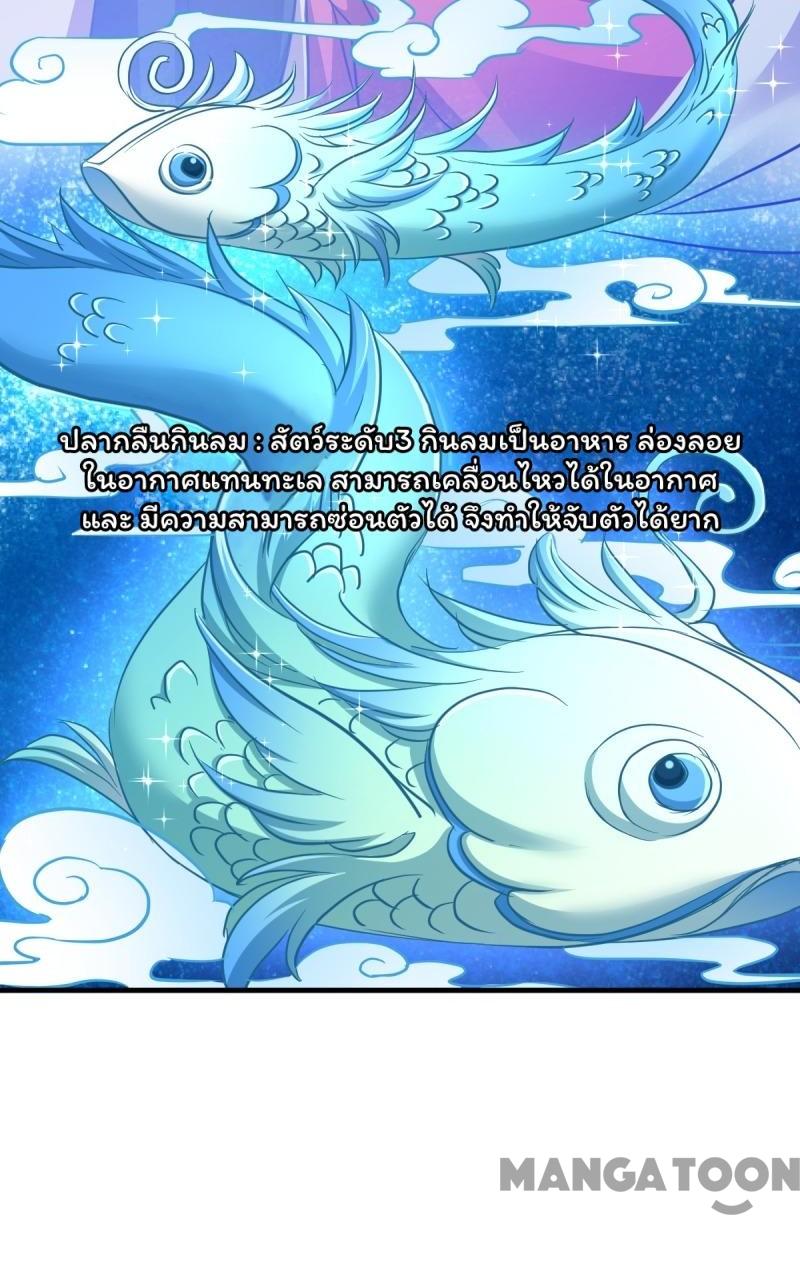 ปลากลืนกินลม : สัตว์ระดับ3 กินลมเป็นอาหาร ล่องลอย
ในอากาศแทนทะเล สามารถเคลื่อนไหวได้ในอากาศ
และ มีความสามารถซ่อนตัวได้ จึงทำให้จับตัวได้ยาก
MANGATOON